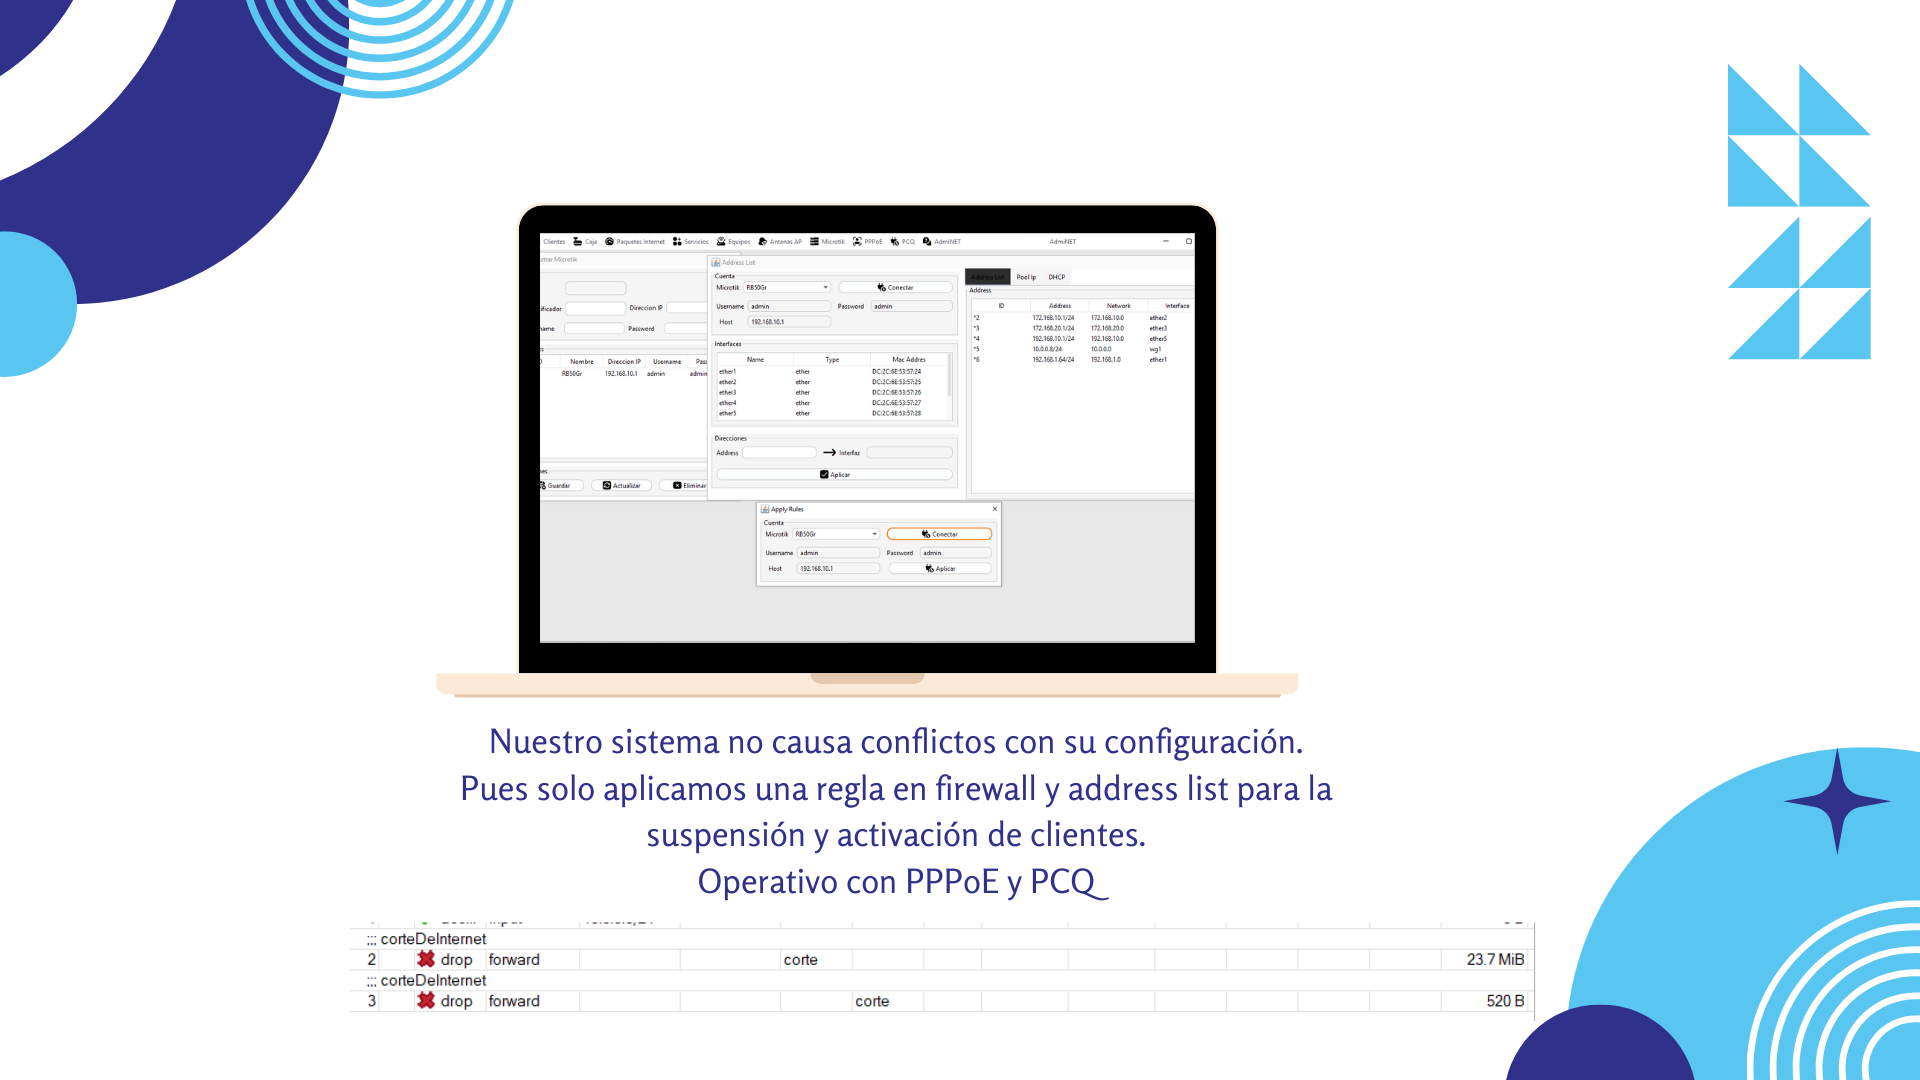 Clientes Caja Paquetes Internet Servicios Equipos Antenas AP Microtik PPPoE PCQ AdmiNET AdmiNET
strar Microtik
ificador Direccion IP
name Password
Nombre Direccion IP Username Pass
RB50Gr 192.168.10.1 admin admin
nes
Guardar Actualizar Eliminar
Address List
Cuenta
Microtik RB50Gr Conectar
Username admin Password admin
Host 192.168.10.1
Interfaces
Name Type Mac Addres
ether1 ether DC:2C:6E:53:57:24
ether2 ether DC:2C:6E:53:57:25
ether3 ether DC:2C:6E:53:57:26
ether4 ether DC:2C:6E:53:57:27
ether5 ether DC:2C:6E:53:57:28
Direcciones
Address Interfaz
Aplicar
Address List Pool Ip DHCP
Address
ID Address Network Interface
*2 172.168.10.1/24 172.168.10.0 ether2
*3 172.168.20.1/24 172.168.20.0 ether3
*4 192.168.10.1/24 192.168.10.0 ether5
*5 10.0.0.8/24 10.0.0.0 wg1
*6 192.168.1.64/24 192.168.1.0 ether1
Apply Rules
Cuenta
Microtik RB50Gr Conectar
Username admin Password admin
Host 192.168.10.1 Aplicar
Nuestro sistema no causa conflictos con su configuración.
Pues solo aplicamos una regla en firewall y address list para la
suspensión y activación de clientes.
Operativo con PPPoE y PCQ
;;; corteDeInternet
2 drop forward corte 23.7 MiB
;;; corteDeInternet
3 drop forward corte 520 B